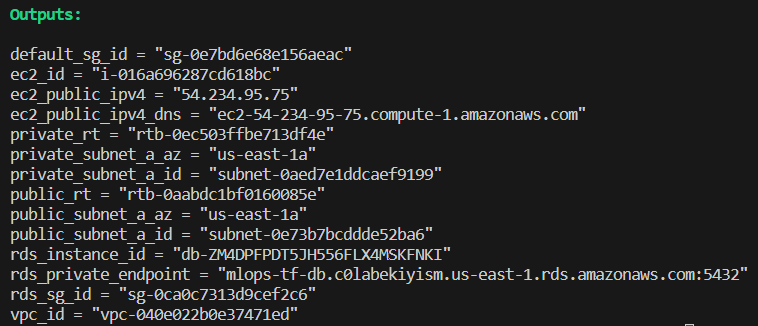 Outputs:
default_sg_id = "sg-0e7bd6e68e156aeac"
ec2_id = "i-016a696287cd618bc"
ec2_public_ipv4 = "54.234.95.75"
ec2_public_ipv4_dns = "ec2-54-234-95-75.compute-1.amazonaws.com"
private_rt = "rtb-0ec503ffbe713df4e"
private_subnet_a_az = "us-east-1a"
private_subnet_a_id = "subnet-0aed7e1ddcaef9199"
public_rt = "rtb-0aabdc1bf0160085e"
public_subnet_a_az = "us-east-1a"
public_subnet_a_id = "subnet-0e73b7bcddde52ba6"
rds_instance_id = "db-ZM4DPFPDT5JH556FLX4MSKFNKI"
rds_private_endpoint = "mlops-tf-db.c0labekiyism.us-east-1.rds.amazonaws.com:5432"
rds_sg_id = "sg-0ca0c7313d9cef2c6"
vpc_id = "vpc-040e022b0e37471ed"